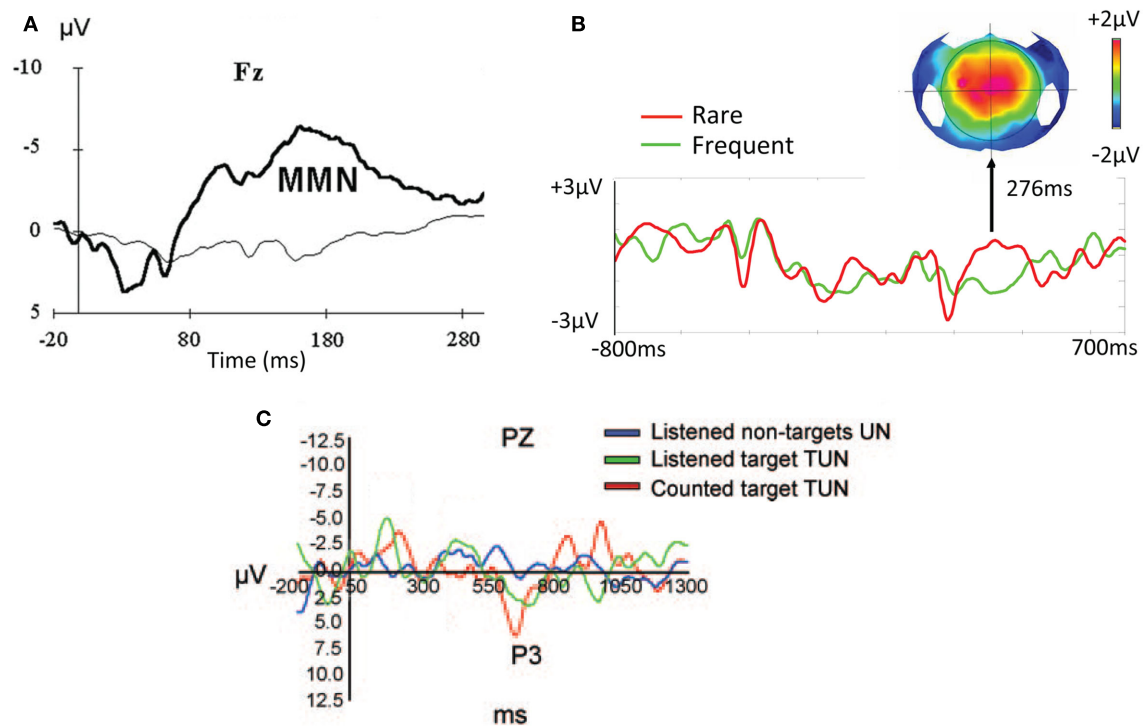 A
µV
-10
Fz
-5
MMN
0
5
-20 80 180 280
Time (ms)
B
+2µV
-2µV
Rare
Frequent
276ms
+3µV
-3µV
-800ms 700ms
C
PZ
Listened non-targets UN
Listened target TUN
Counted target TUN
-12.5
-10.0
-7.5
-5.0
-2.5
0.0
µV
-200 50 300 550 800 1050 1300
2.5
5.0
P3
7.5
10.0
12.5
ms